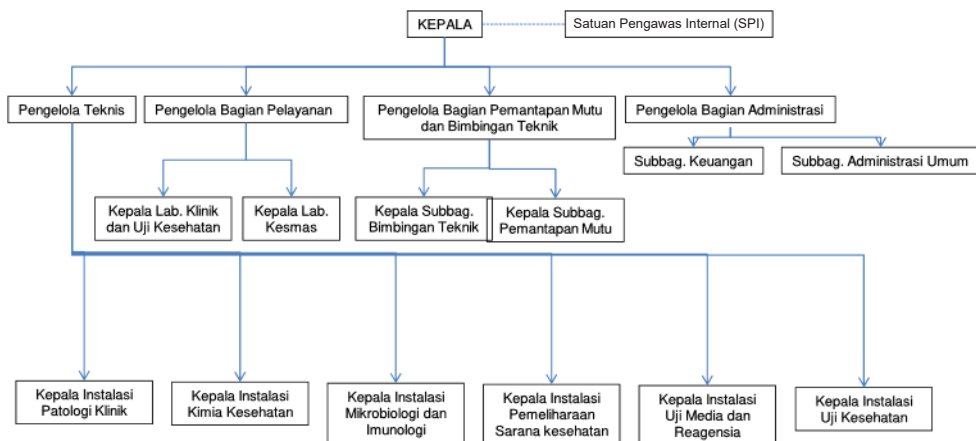 KEPALA
Satuan Pengawas Internal (SPI)
Pengelola Teknis
Pengelola Bagian Pelayanan
Pengelola Bagian Pemantapan Mutu
dan Bimbingan Teknik
Pengelola Bagian Administrasi
Subbag. Keuangan
Subbag. Administrasi Umum
Kepala Lab. Klinik
dan Uji Kesehatan
Kepala Lab.
Kesmas
Kepala Subbag.
Bimbingan Teknik
Kepala Subbag.
Pemantapan Mutu
Kepala Instalasi
Patologi Klinik
Kepala Instalasi
Kimia Kesehatan
Kepala Instalasi
Mikrobiologi dan
Imunologi
Kepala Instalasi
Pemeliharaan
Sarana kesehatan
Kepala Instalasi
Uji Media dan
Reagensia
Kepala Instalasi
Uji Kesehatan